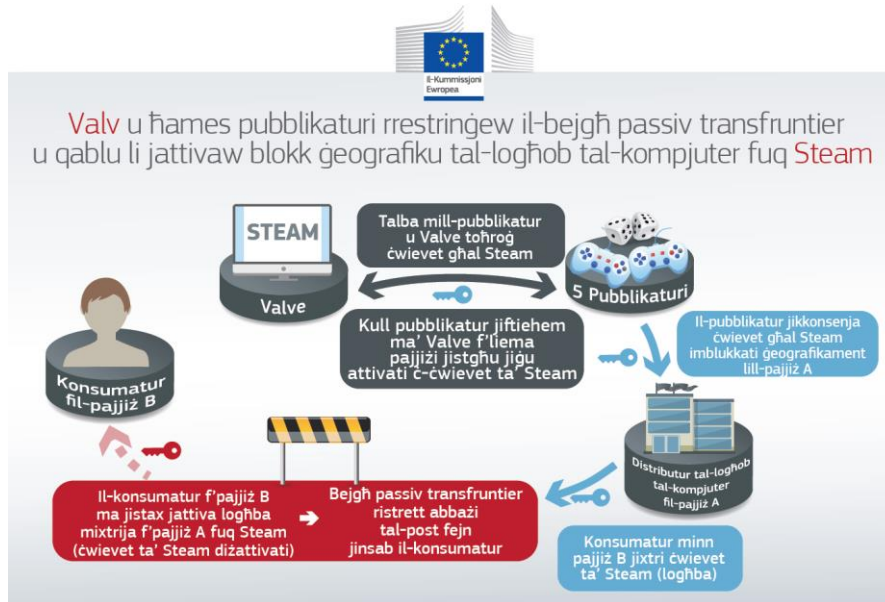 Il-Kummissjoni
Ewropea
Valv u ħames pubblikaturi rrestrinġew il-bejgħ passiv transfruntier
u qablu li jattivaw blokk ġeografiku tal-logħob tal-kompjuter fuq Steam
STEAM
Valve
Talba mill-pubblikatur
u Valve toħroġ
ċwievet għal Steam
5 Pubblikaturi
Kull pubblikatur jiftiehem
ma' Valve f'liema
pajjiżi jistgħu jiġu
attivati ċ-ċwievet ta' Steam
Il-pubblikatur jikkonsenja
ċwievet għal Steam
imblukkati ġeografikament
lill-pajjiż A
Konsumatur
fil-pajjiż B
Distributur tal-logħob
tal-kompjuter
fil-pajjiż A
Il-konsumatur f'pajjiż B
ma jistax jattiva logħba
mixtrija f'pajjiż A fuq Steam
(ċwievet ta' Steam diżattivati)
Bejgħ passiv transfruntier
ristrett abbażi
tal-post fejn
jinsab il-konsumatur
Konsumatur minn
pajjiż B jixtri ċwievet
ta' Steam (logħba)